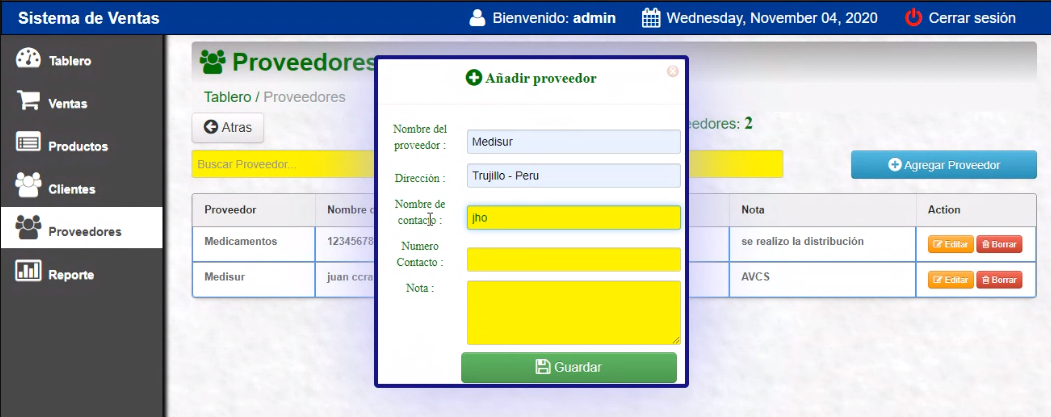 Sistema de Ventas
Bienvenido: admin
Wednesday, November 04, 2020
Cerrar sesión
Tablero
Ventas
Productos
Clientes
Proveedores
Reporte
Proveedores
Tablero / Proveedores
Atras
eedores: 2
Buscar Proveedor...
Agregar Proveedor
Proveedor Nombre Nota Action
Medicamentos 12345678 se realizo la distribución Editar Borrar
Medisur juan ccra AVCS Editar Borrar
Añadir proveedor
Nombre del
proveedor :
Medisur
Dirección :
Trujillo - Peru
Nombre de
contacto :
jho
Numero
Contacto :
Nota :
Guardar